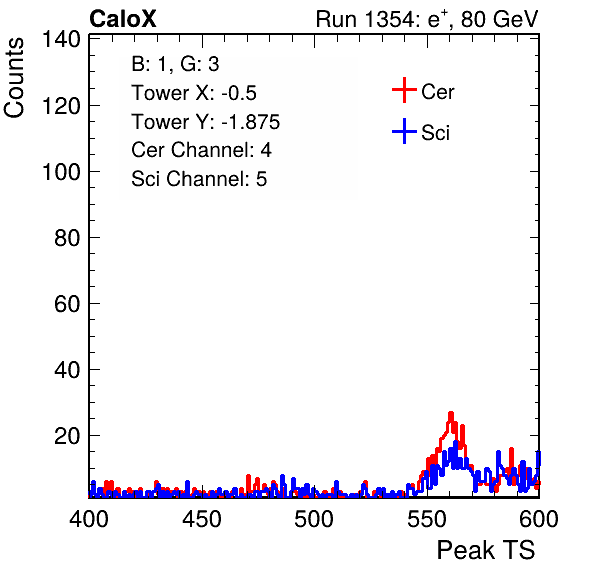 CaloX Run 1354: e⁺, 80 GeV
Counts
140
120
100
80
60
40
20
B: 1, G: 3
Tower X: -0.5
Tower Y: -1.875
Cer Channel: 4
Sci Channel: 5
Cer
Sci
400 450 500 550 600
Peak TS